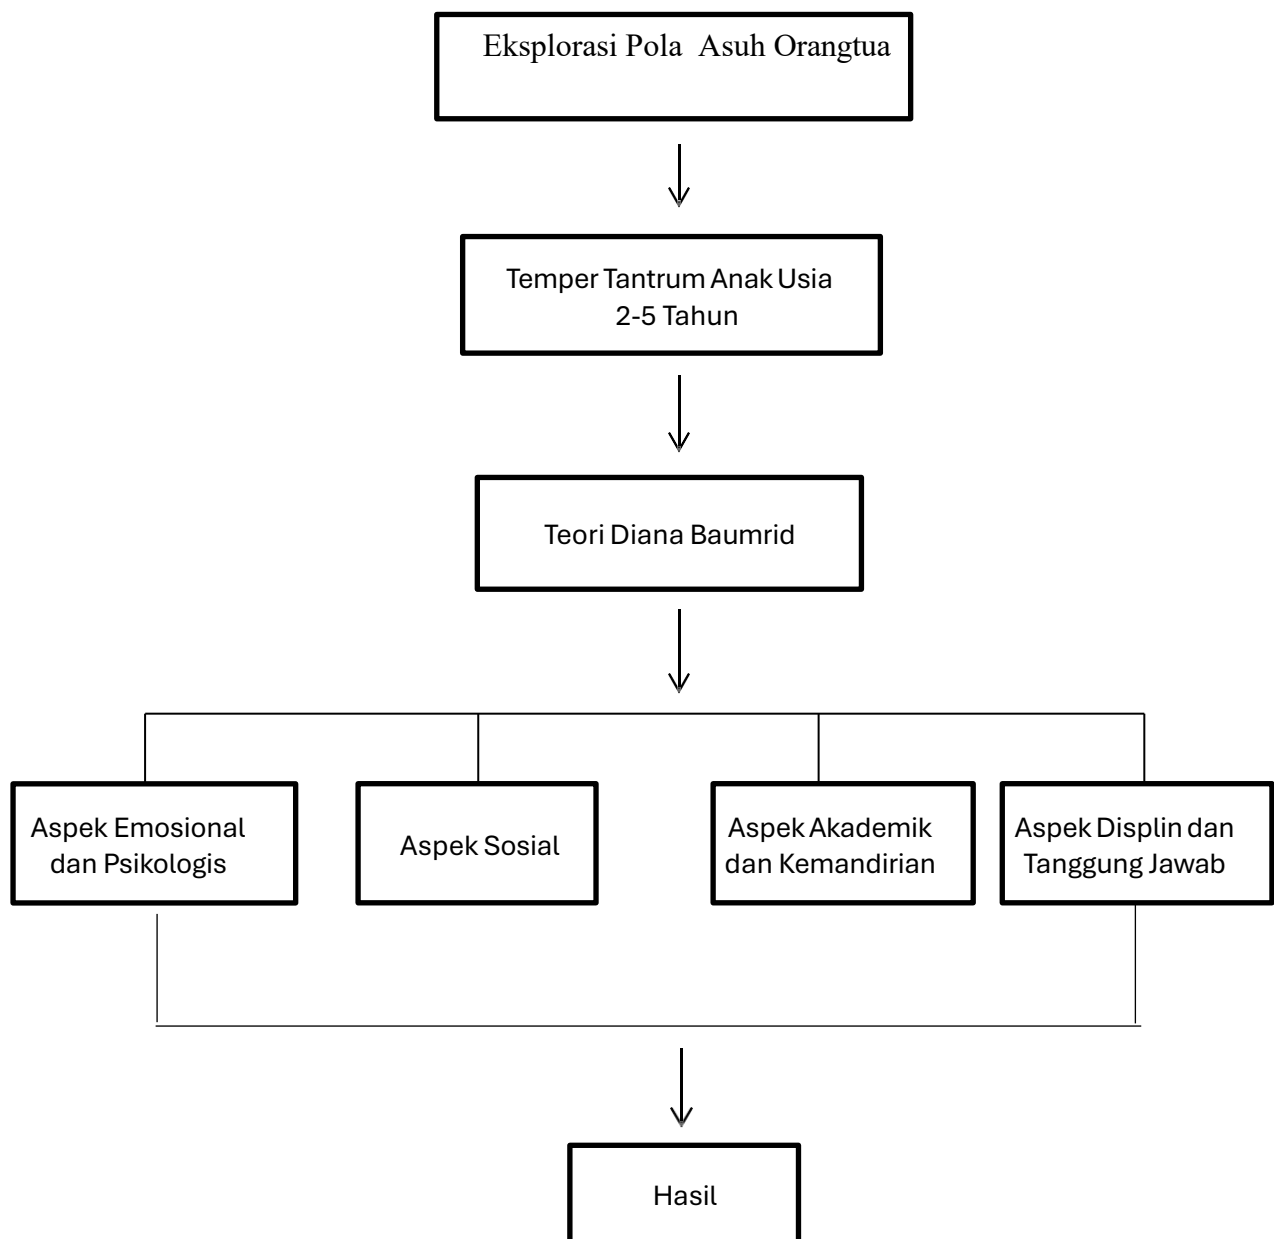 Eksplorasi Pola Asuh Orangtua
Temper Tantrum Anak Usia
2-5 Tahun
Teori Diana Baumrid
Aspek Emosional
dan Psikologis
Aspek Sosial
Aspek Akademik
dan Kemandirian
Aspek Displin dan
Tanggung Jawab
Hasil